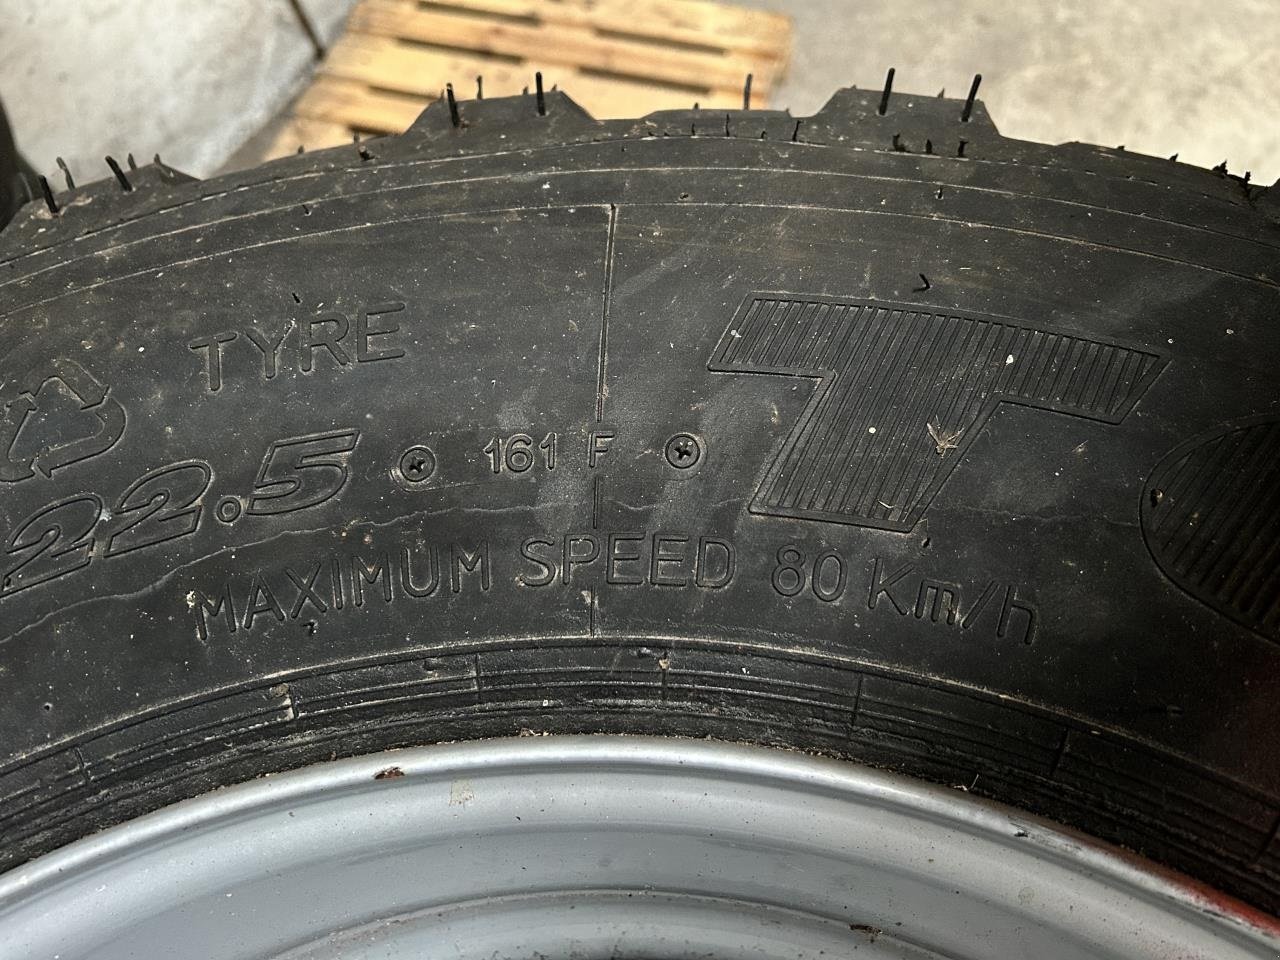 TYRE
22.5 161 F
T
MAXIMUM SPEED 80 Km/h